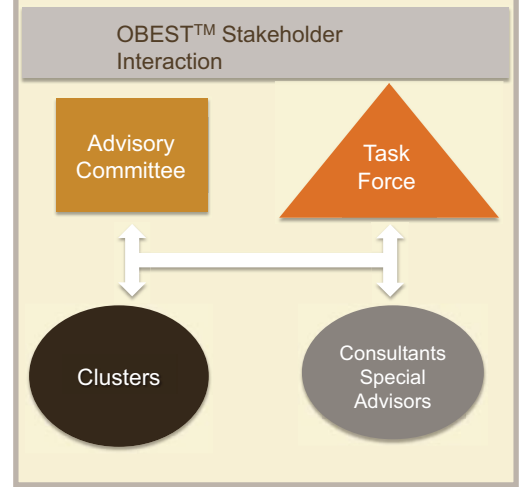 OBEST™ Stakeholder
Interaction
Advisory
Committee
Task
Force
Clusters
Consultants
Special
Advisors